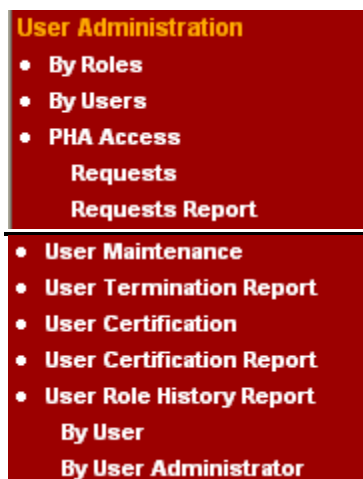 User Administration
• By Roles
• By Users
• PHA Access
Requests
Requests Report
• User Maintenance
• User Termination Report
• User Certification
• User Certification Report
• User Role History Report
By User
By User Administrator